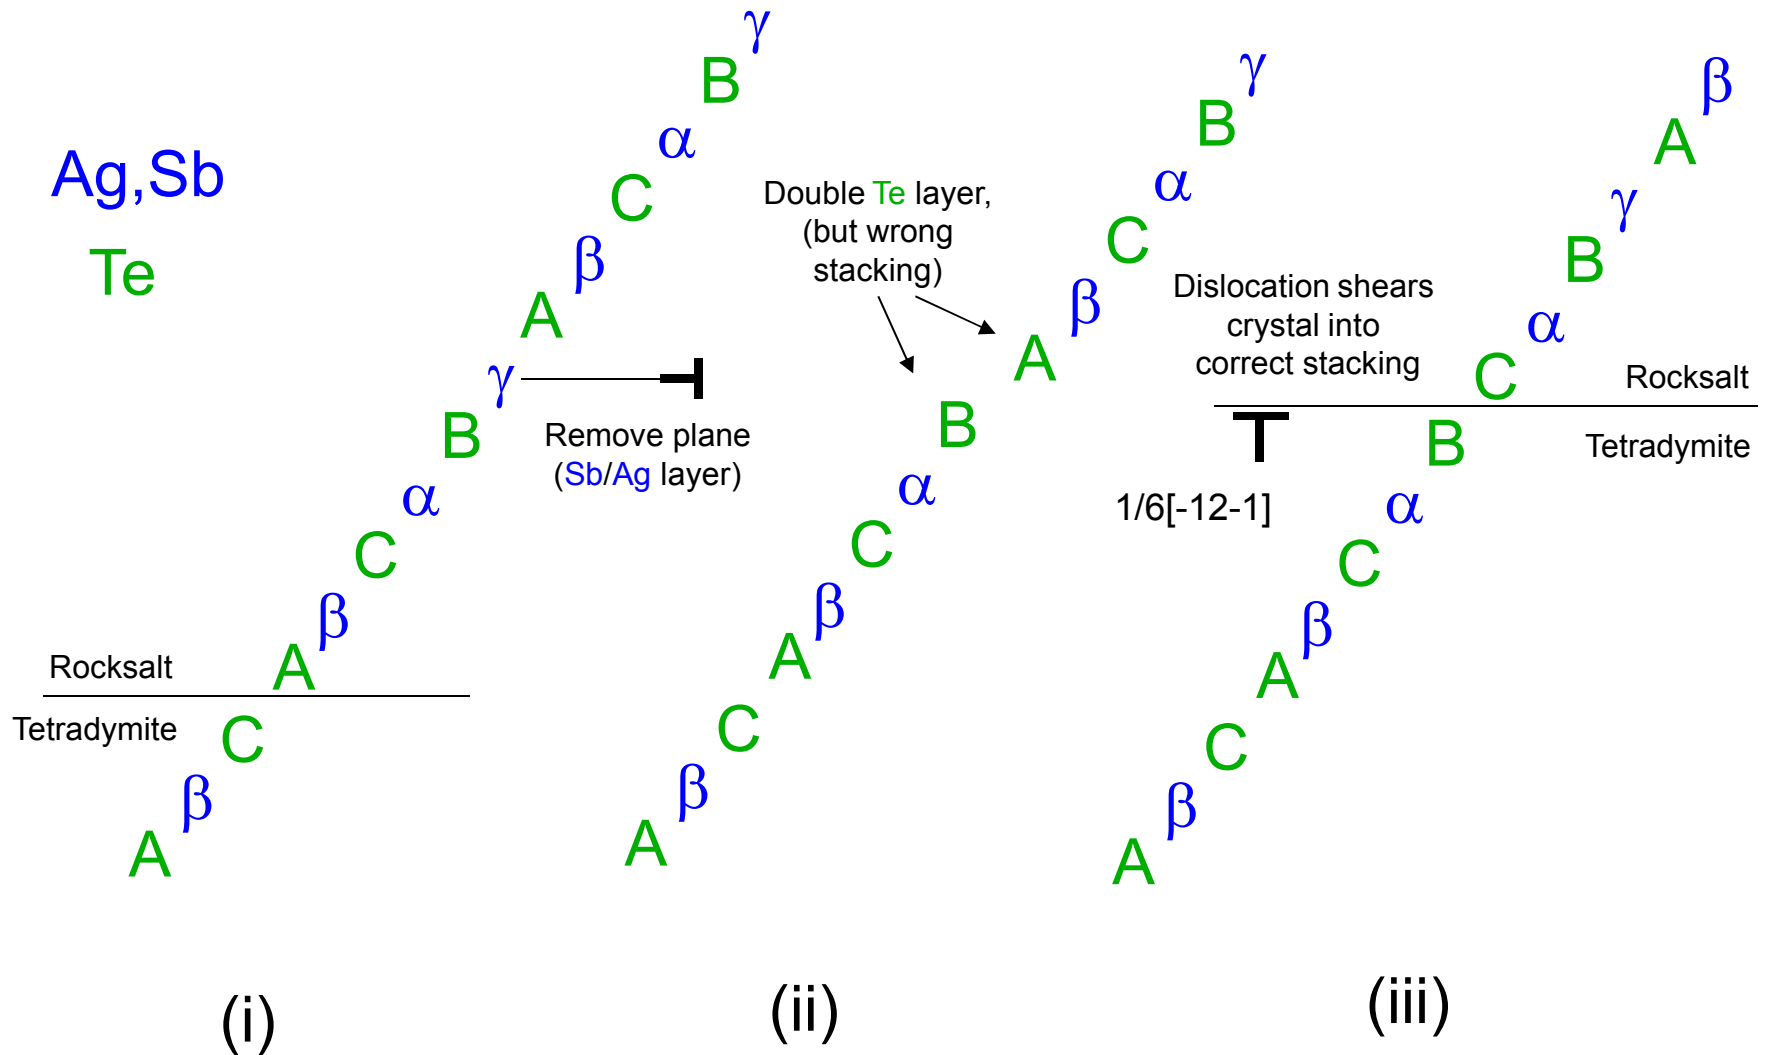 Ag,Sb
Te
γ
B
α
C
β
A
γ
B
Remove plane
(Sb/Ag layer)
α
C
β
A
Rocksalt
Tetradymite
C
β
A
(i)
γ
B
α
C
β
A
Double Te layer,
(but wrong
stacking)
B
α
C
β
A
C
β
A
(ii)
β
A
γ
B
α
C
Dislocation shears
crystal into
correct stacking
Rocksalt
Tetradymite
1/6[-12-1]
B
α
C
β
A
C
β
A
(iii)